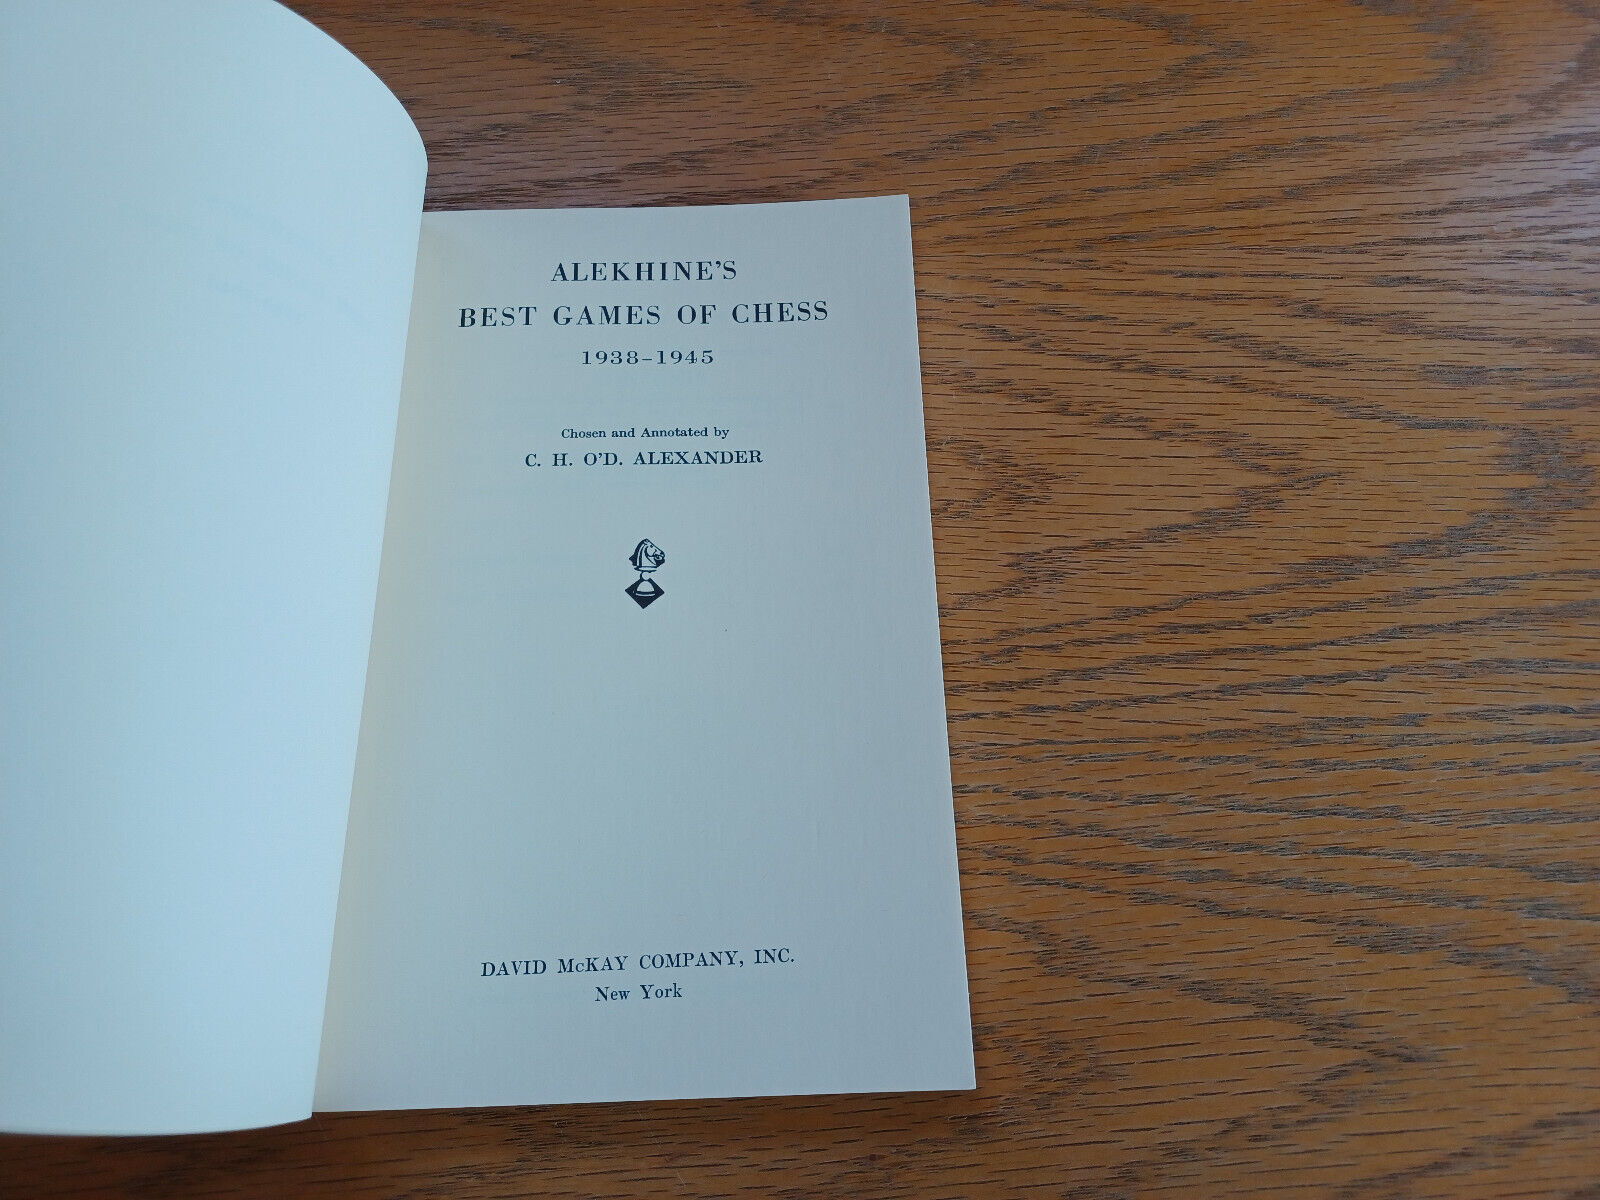 ALEKHINE'S
BEST GAMES OF CHESS
1938-1945
Chosen and Annotated by
C. H. O'D. ALEXANDER
DAVID McKAY COMPANY, INC.
New York